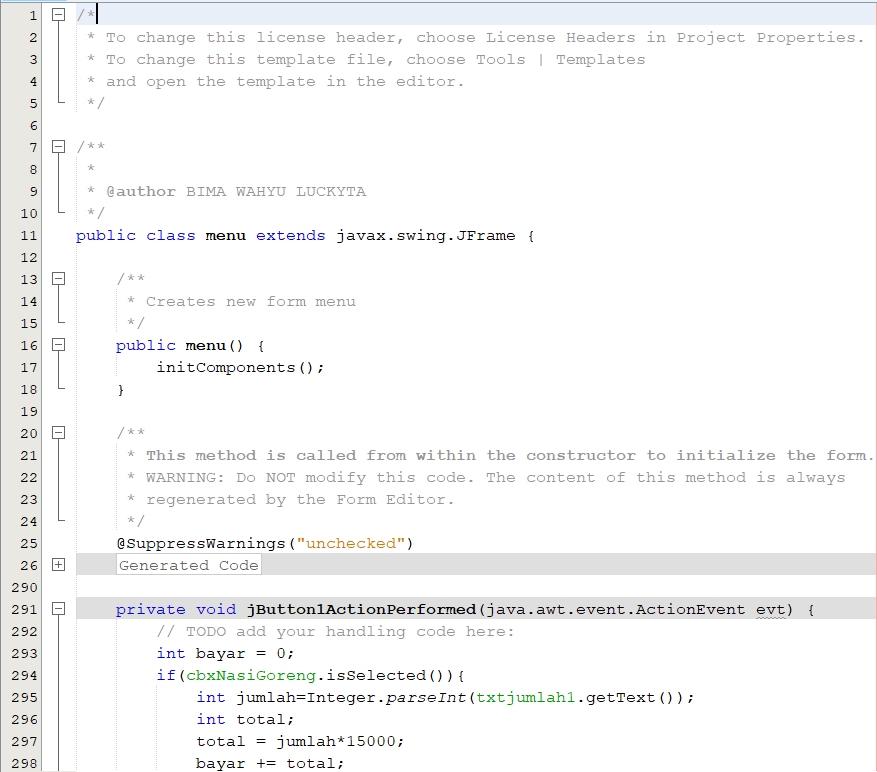 1 /*
2 * To change this license header, choose License Headers in Project Properties.
3 * To change this template file, choose Tools | Templates
4 * and open the template in the editor.
5 */
6
7 /**
8 *
9 * @author BIMA WAHYU LUCKYTA
10 */
11 public class menu extends javax.swing.JFrame {
12
13 /**
14 * Creates new form menu
15 */
16 public menu() {
17 initComponents();
18 }
19
20 /**
21 * This method is called from within the constructor to initialize the form.
22 * WARNING: Do NOT modify this code. The content of this method is always
23 * regenerated by the Form Editor.
24 */
25 @SuppressWarnings("unchecked")
26 Generated Code
290
291 private void jButton1ActionPerformed(java.awt.event.ActionEvent evt) {
292 // TODO add your handling code here:
293 int bayar = 0;
294 if(cbxNasiGoreng.isSelected()){
295 int jumlah=Integer.parseInt(txtjumlah1.getText());
296 int total;
297 total = jumlah*15000;
298 bayar += total;